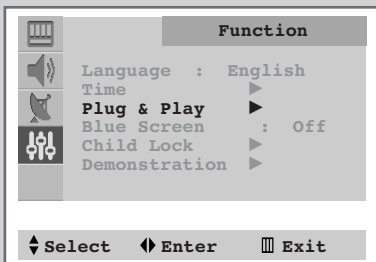 Function
Language : English
Time ▶
Plug & Play ▶
Blue Screen : Off
Child Lock ▶
Demonstration ▶
Select Enter Exit